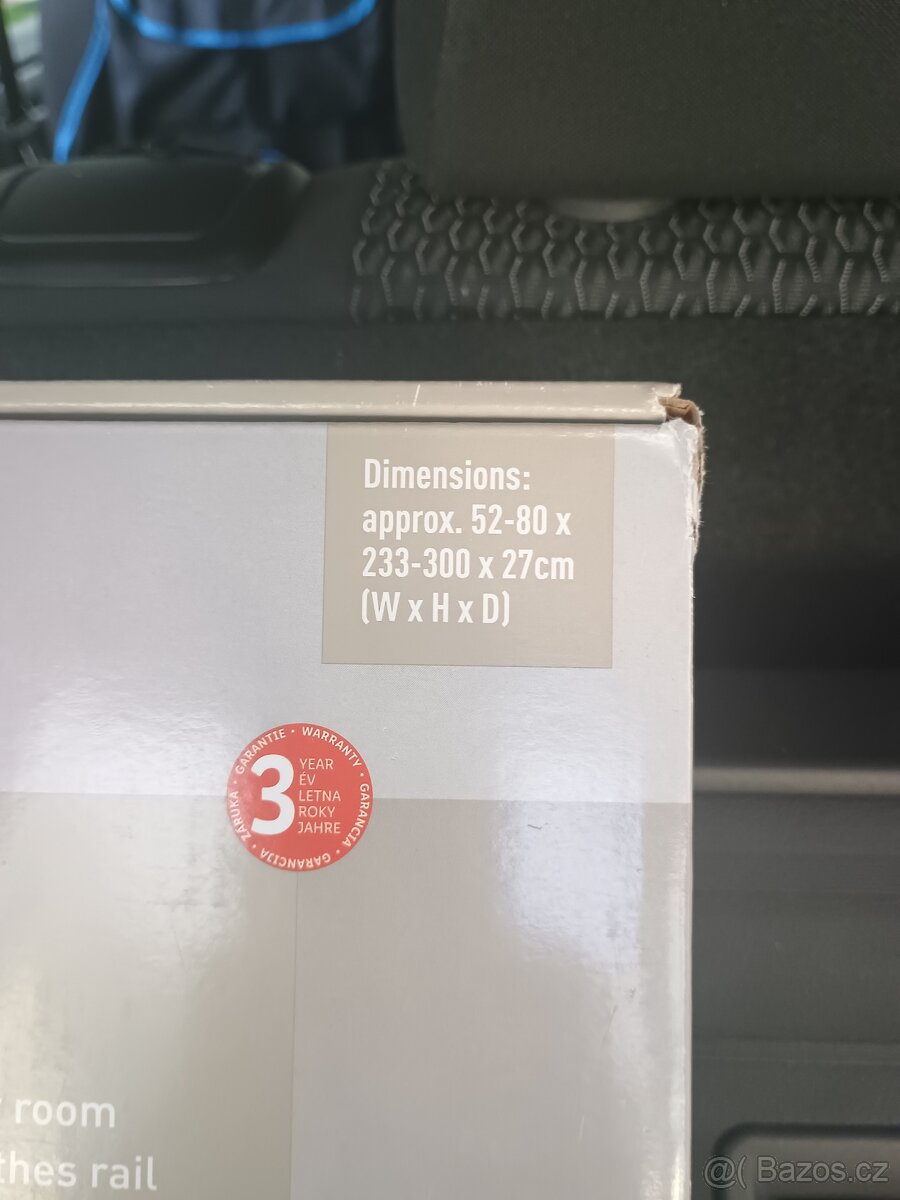 Dimensions:
approx. 52-80 x
233-300 x 27cm
(W x H x D)
GARANTIE • WARRANTY • GARANCIA • GARANCIJA • ZÁRUKA •
3
YEAR
ÉV
LETNA
ROKY
JAHRE
room
thes rail
@( Bazos.cz